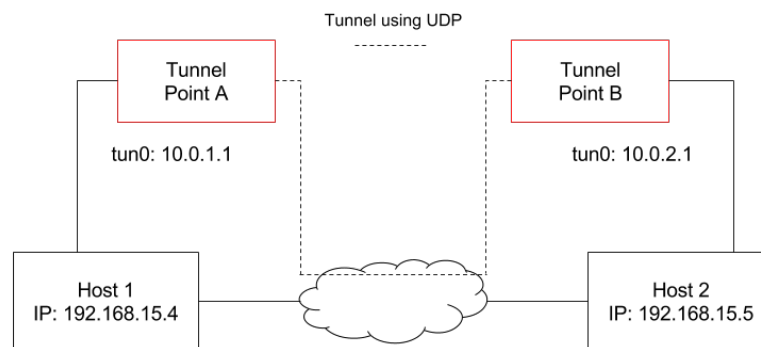 Tunnel using UDP
Tunnel
Point A
Tunnel
Point B
tun0: 10.0.1.1
tun0: 10.0.2.1
Host 1
IP: 192.168.15.4
Host 2
IP: 192.168.15.5